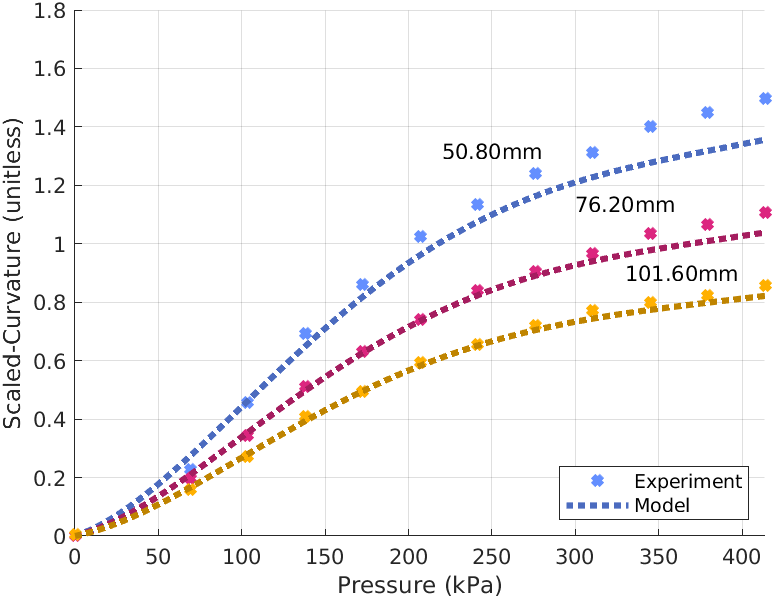 1.8
1.6
1.4
1.2
1
0.8
0.6
0.4
0.2
0
Scaled-Curvature (unitless)
50.80mm
76.20mm
101.60mm
Experiment
Model
0 50 100 150 200 250 300 350 400
Pressure (kPa)